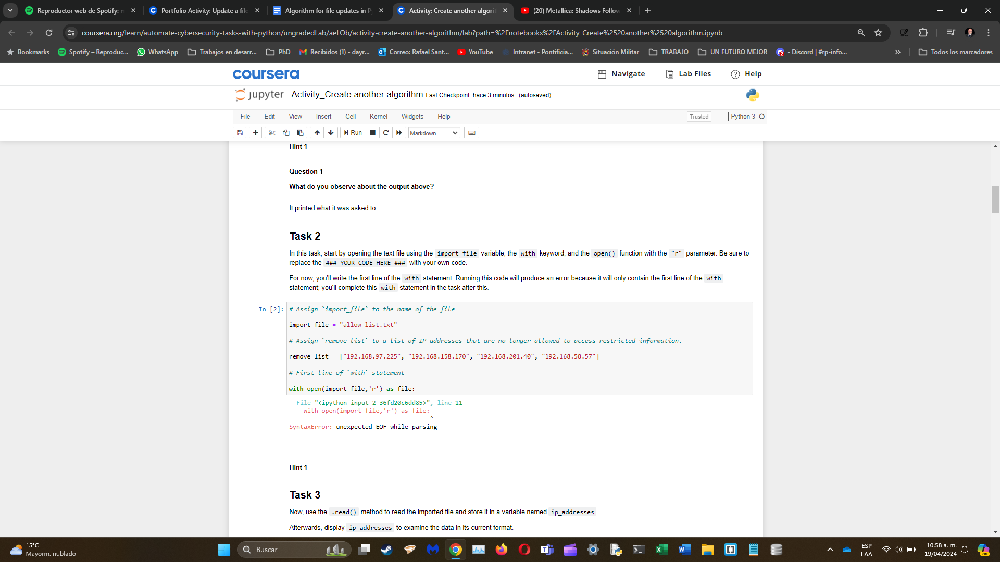 Reproductor web de Spotify: m
Portfolio Activity: Update a file
Algorithm for file updates in P
Activity: Create another algorit
(20) Metallica: Shadows Follow
coursera.org/learn/automate-cybersecurity-tasks-with-python/ungradedLab/aeLOb/activity-create-another-algorithm/lab?path=%2Fnotebooks%2FActivity_Create%2520another%2520algorithm.ipynb
Bookmarks
Spotify – Reproduc...
WhatsApp
Trabajos en desarr...
PhD
Recibidos (1) - dayr...
Correo: Rafael Sant...
YouTube
Intranet - Pontificia...
Situación Militar
TRABAJO
UN FUTURO MEJOR
• Discord | #rp-info...
Todos los marcadores
coursera
Navigate
Lab Files
Help
jupyter
Activity_Create another algorithm Last Checkpoint: hace 3 minutos (autosaved)
File
Edit
View
Insert
Cell
Kernel
Widgets
Help
Trusted
Python 3
Run
Markdown
Hint 1
Question 1
What do you observe about the output above?
It printed what it was asked to.
Task 2
In this task, start by opening the text file using the import_file variable, the with keyword, and the open() function with the "r" parameter. Be sure to
replace the ### YOUR CODE HERE ### with your own code.
For now, you'll write the first line of the with statement. Running this code will produce an error because it will only contain the first line of the with
statement; you'll complete this with statement in the task after this.
In [2]:
# Assign `import_file` to the name of the file
import_file = "allow_list.txt"
# Assign `remove_list` to a list of IP addresses that are no longer allowed to access restricted information.
remove_list = ["192.168.97.225", "192.168.158.170", "192.168.201.40", "192.168.58.57"]
# First line of `with` statement
with open(import_file,'r') as file:
File "<ipython-input-2-36fd20c6dd85>", line 11
with open(import_file,'r') as file:
^
SyntaxError: unexpected EOF while parsing
Hint 1
Task 3
Now, use the .read() method to read the imported file and store it in a variable named ip_addresses .
Afterwards, display ip_addresses to examine the data in its current format.
15°C
Mayorm. nublado
Buscar
ESP
LAA
10:58 a. m.
19/04/2024
PRE